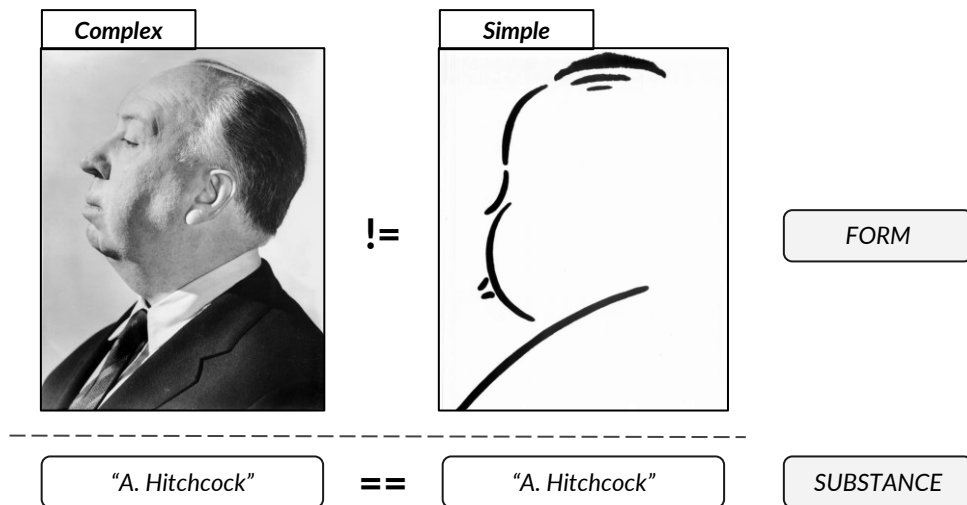 Complex
Simple
!=
FORM
“A. Hitchcock”
==
“A. Hitchcock”
SUBSTANCE